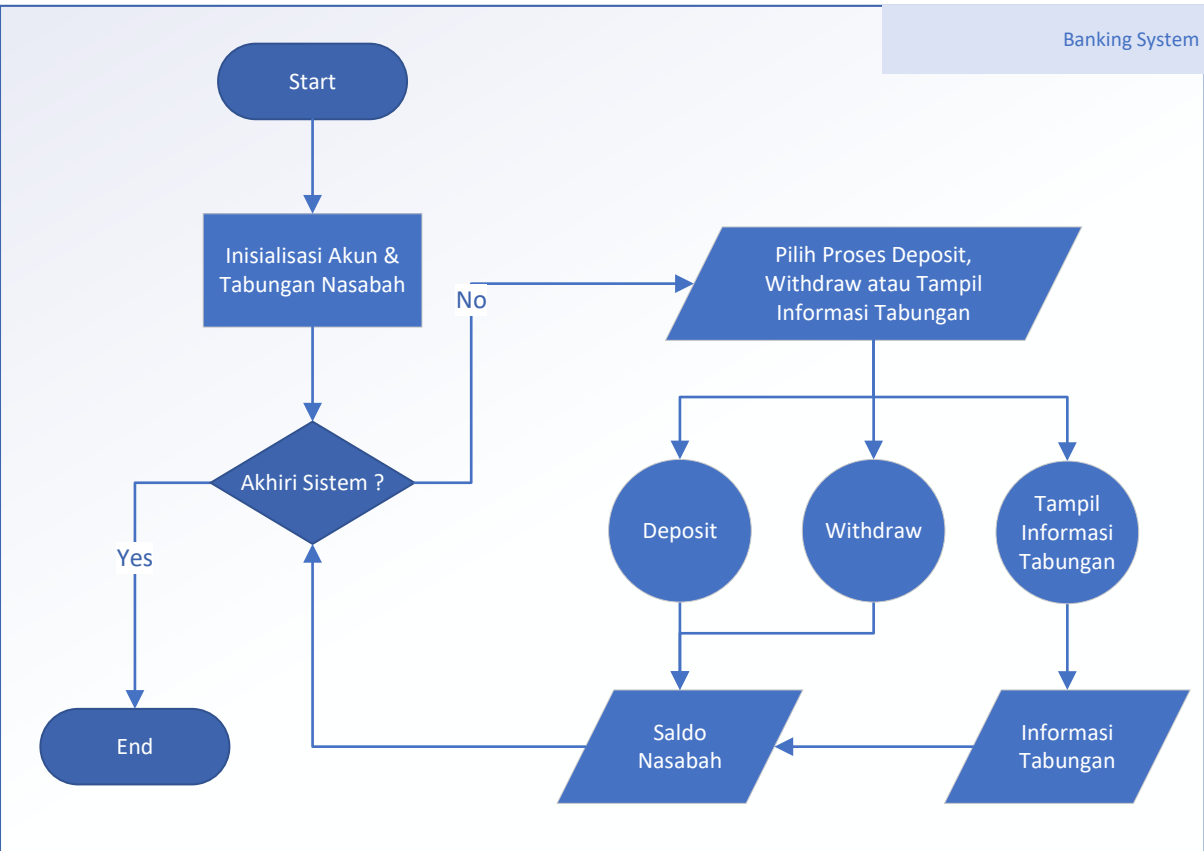 Banking System
Start
Inisialisasi Akun &
Tabungan Nasabah
No
Pilih Proses Deposit,
Withdraw atau Tampil
Informasi Tabungan
Akhiri Sistem ?
Yes
Deposit
Withdraw
Tampil
Informasi
Tabungan
End
Saldo
Nasabah
Informasi
Tabungan